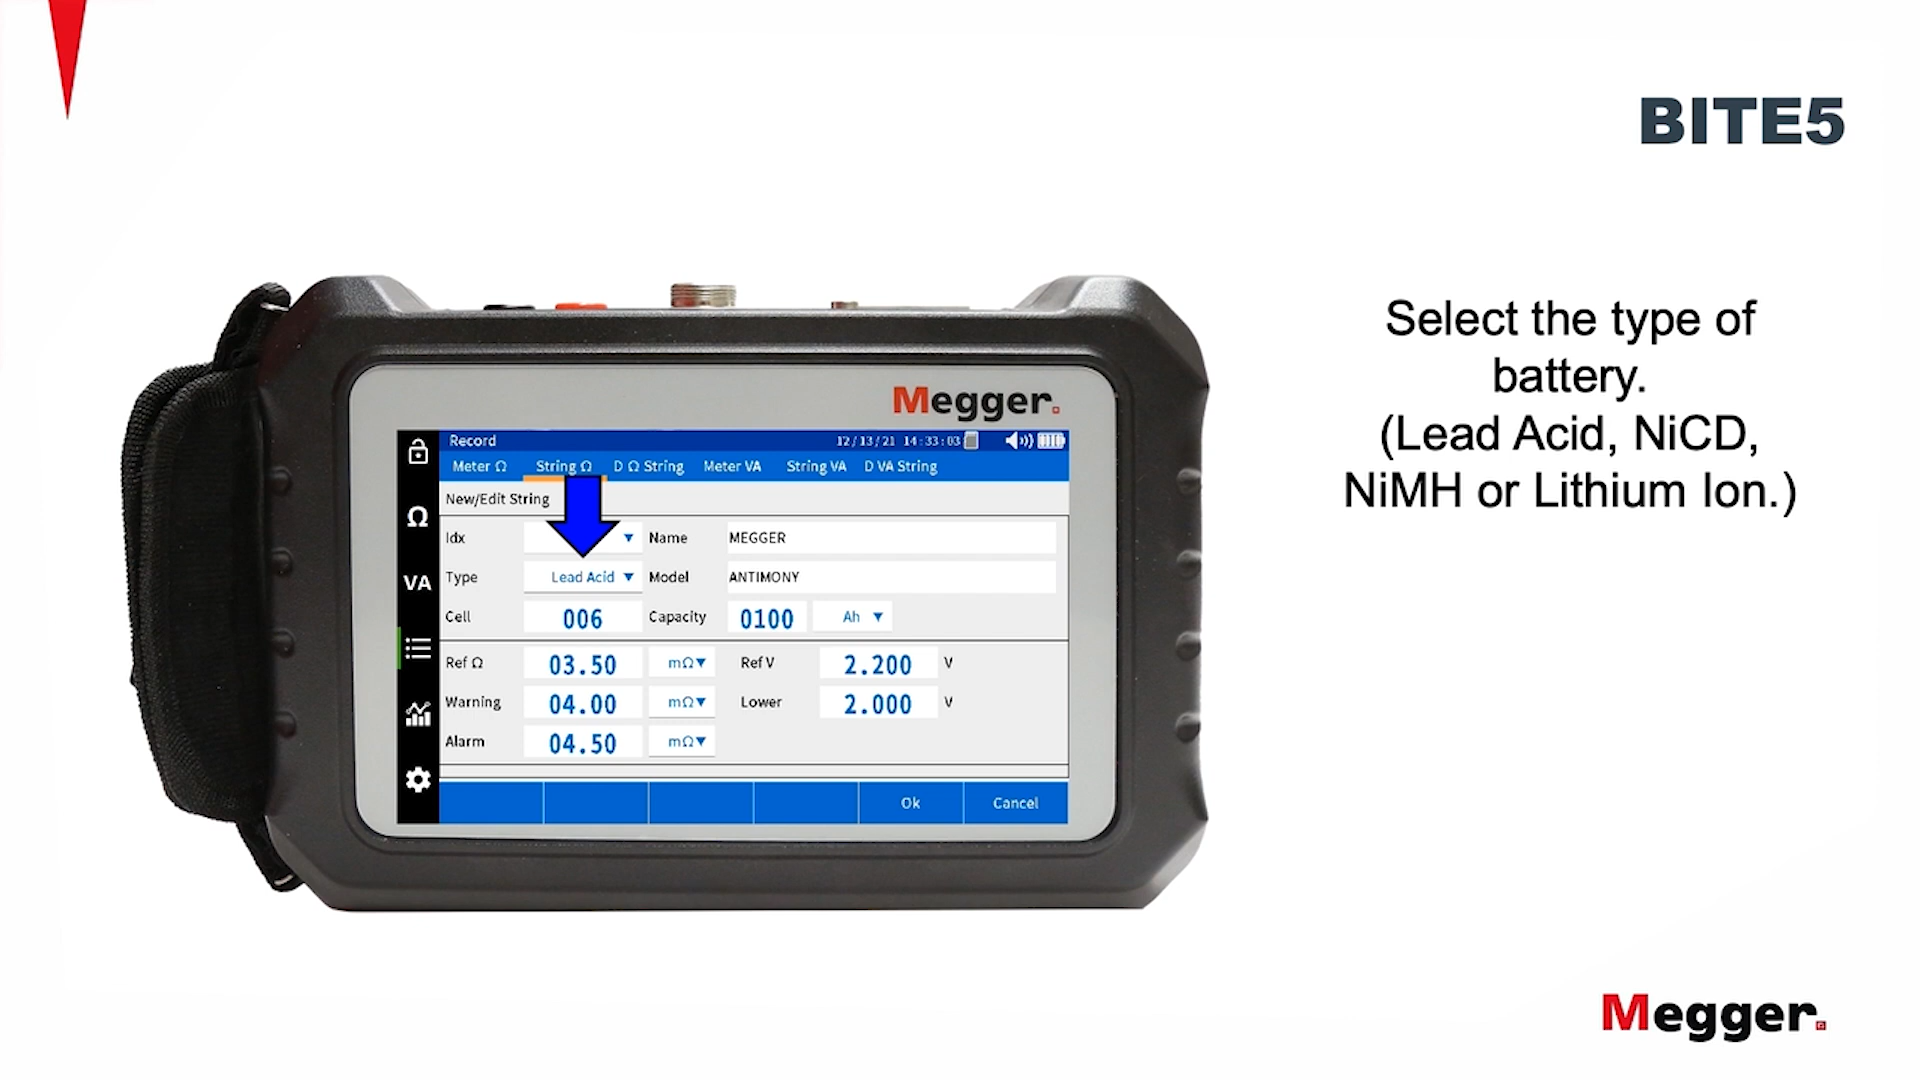 BITE5
Select the type of
battery.
(Lead Acid, NiCD,
NiMH or Lithium Ion.)
Megger.
Record 12/13/21 14:33:03
Meter Ω String Ω D Ω String Meter VA String VA D VA String
New/Edit String
Idx Name MEGGER
Type Lead Acid Model ANTIMONY
Cell 006 Capacity 0100 Ah
Ref Ω 03.50 mΩ Ref V 2.200 V
Warning 04.00 mΩ Lower 2.000 V
Alarm 04.50 mΩ
Ok Cancel
Ω
VA
Megger.